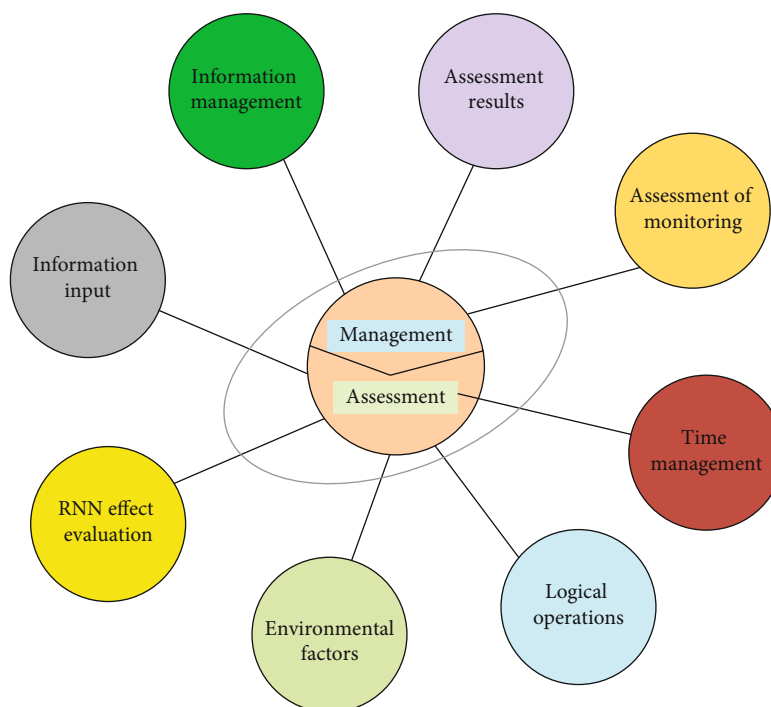 Information
management
Assessment
results
Assessment of
monitoring
Information
input
Management
Assessment
Time
management
RNN effect
evaluation
Logical
operations
Environmental
factors